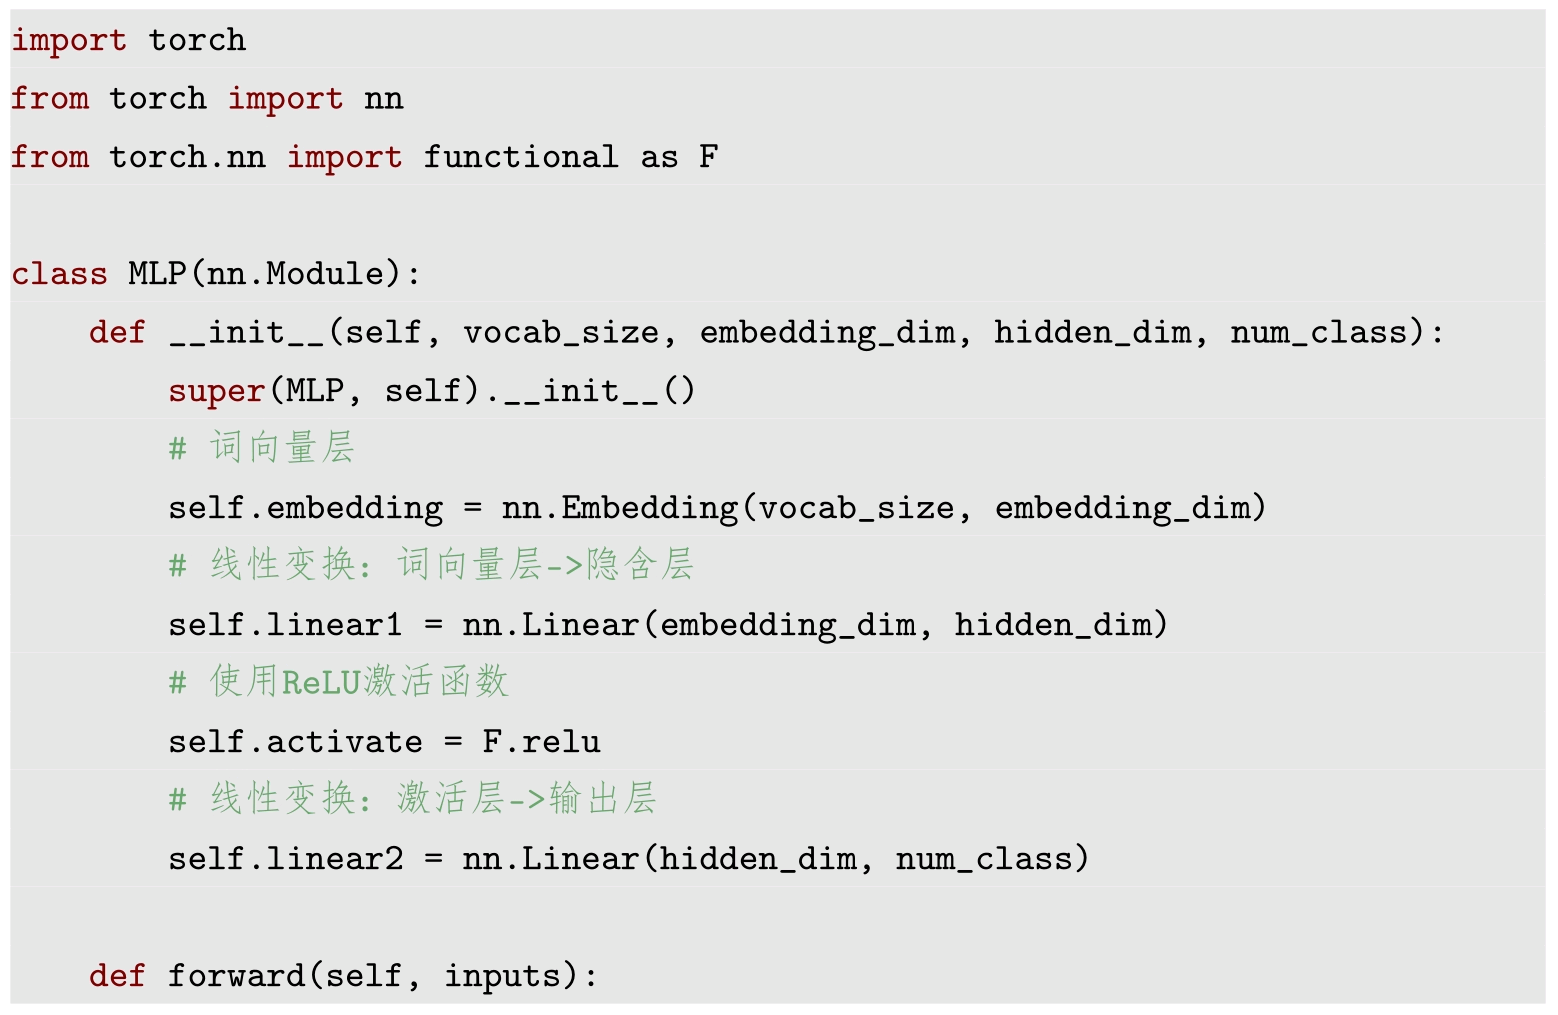 import torch
from torch import nn
from torch.nn import functional as F

class MLP(nn.Module):
    def __init__(self, vocab_size, embedding_dim, hidden_dim, num_class):
        super(MLP, self).__init__()
        # 词向量层
        self.embedding = nn.Embedding(vocab_size, embedding_dim)
        # 线性变换：词向量层->隐含层
        self.linear1 = nn.Linear(embedding_dim, hidden_dim)
        # 使用ReLU激活函数
        self.activate = F.relu
        # 线性变换：激活层->输出层
        self.linear2 = nn.Linear(hidden_dim, num_class)

    def forward(self, inputs):